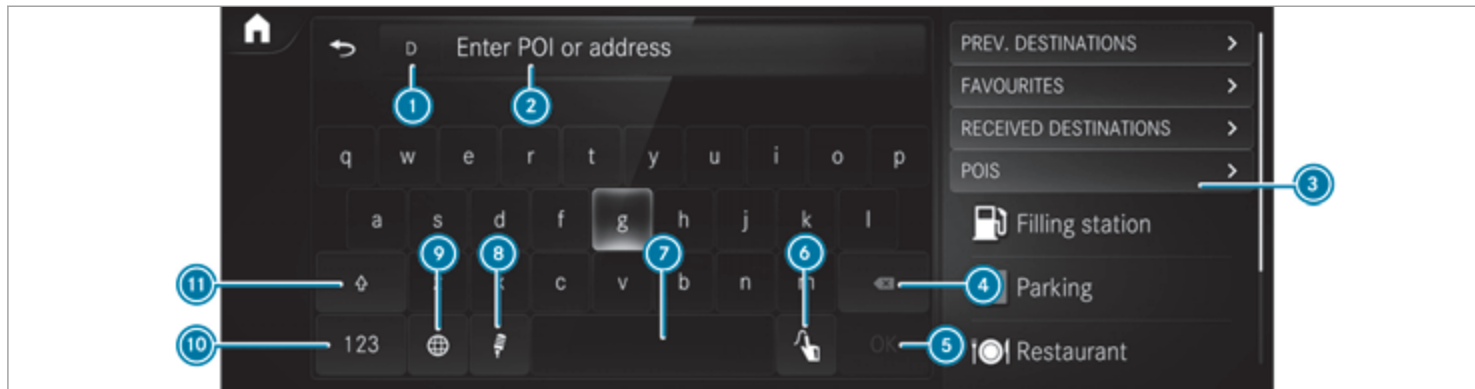 D Enter POI or address
PREV. DESTINATIONS
1 2
FAVOURITES
RECEIVED DESTINATIONS
q w e r t y u i o p
POIS
3
a s d f g h j k l
Filling station
9 8 7 6
11 c v b n m 4 Parking
10 123 OK 5 Restaurant